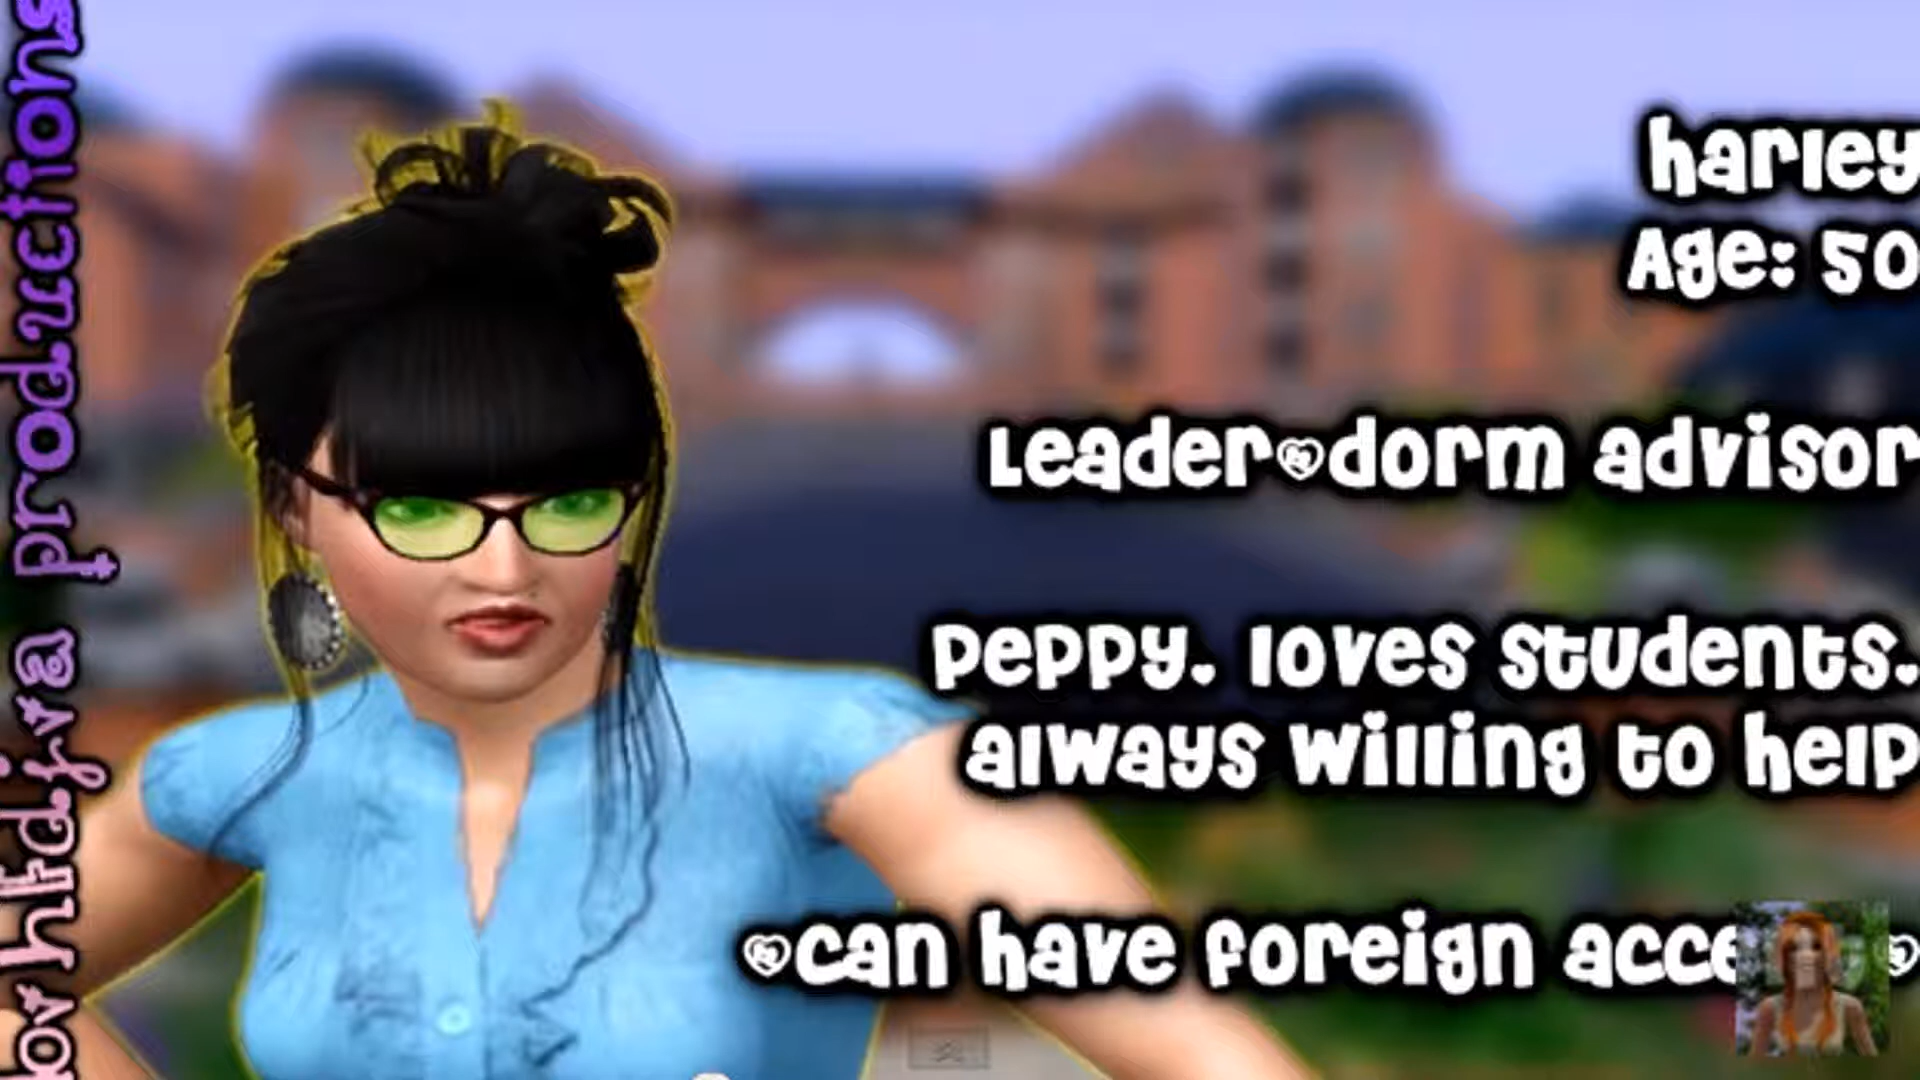 harley
Age: 50
Leader dorm advisor
peppy. loves students.
always willing to help
can have foreign
productions